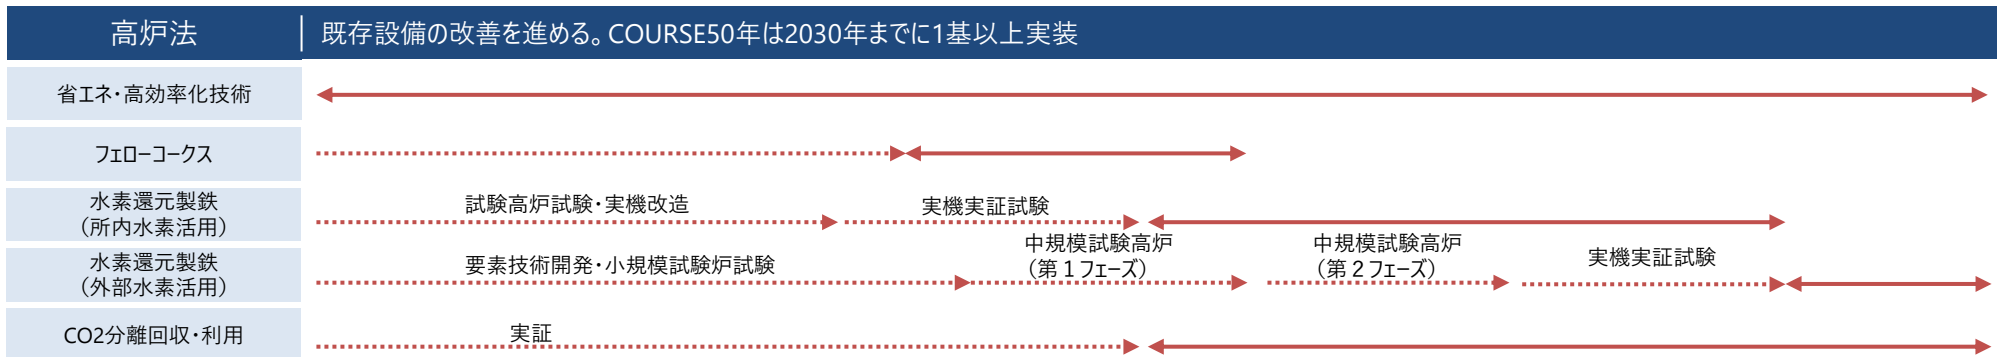 高炉法
既存設備の改善を進める。COURSE50年は2030年までに1基以上実装
省エネ・高効率化技術
フェローコークス
水素還元製鉄
（所内水素活用）
試験高炉試験・実機改造
実機実証試験
水素還元製鉄
（外部水素活用）
要素技術開発・小規模試験炉試験
中規模試験高炉
（第１フェーズ）
中規模試験高炉
（第２フェーズ）
実機実証試験
CO2分離回収・利用
実証